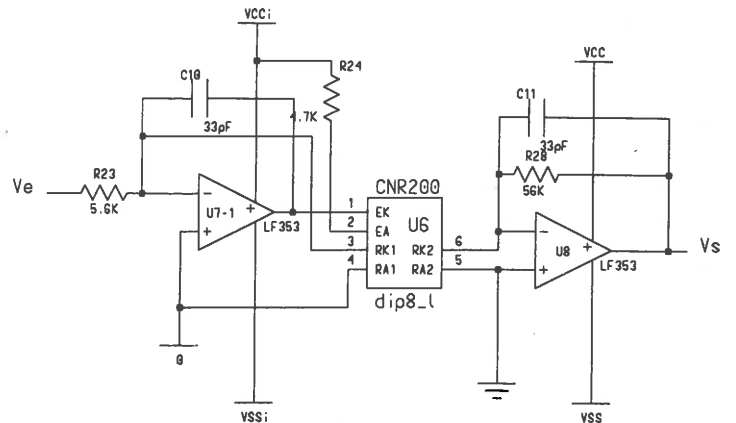 VCCi
R24
VCC
C10
C11
4.7K
33pF
33pF
R28
R23
CNR200
Ve
5.6K
56K
U7-1
LF353
1
EK
U6
2
EA
3
RK1
RK2
6
U8
LF353
Vs
4
RA1
RA2
5
dip8_l
0
VSSi
VSS